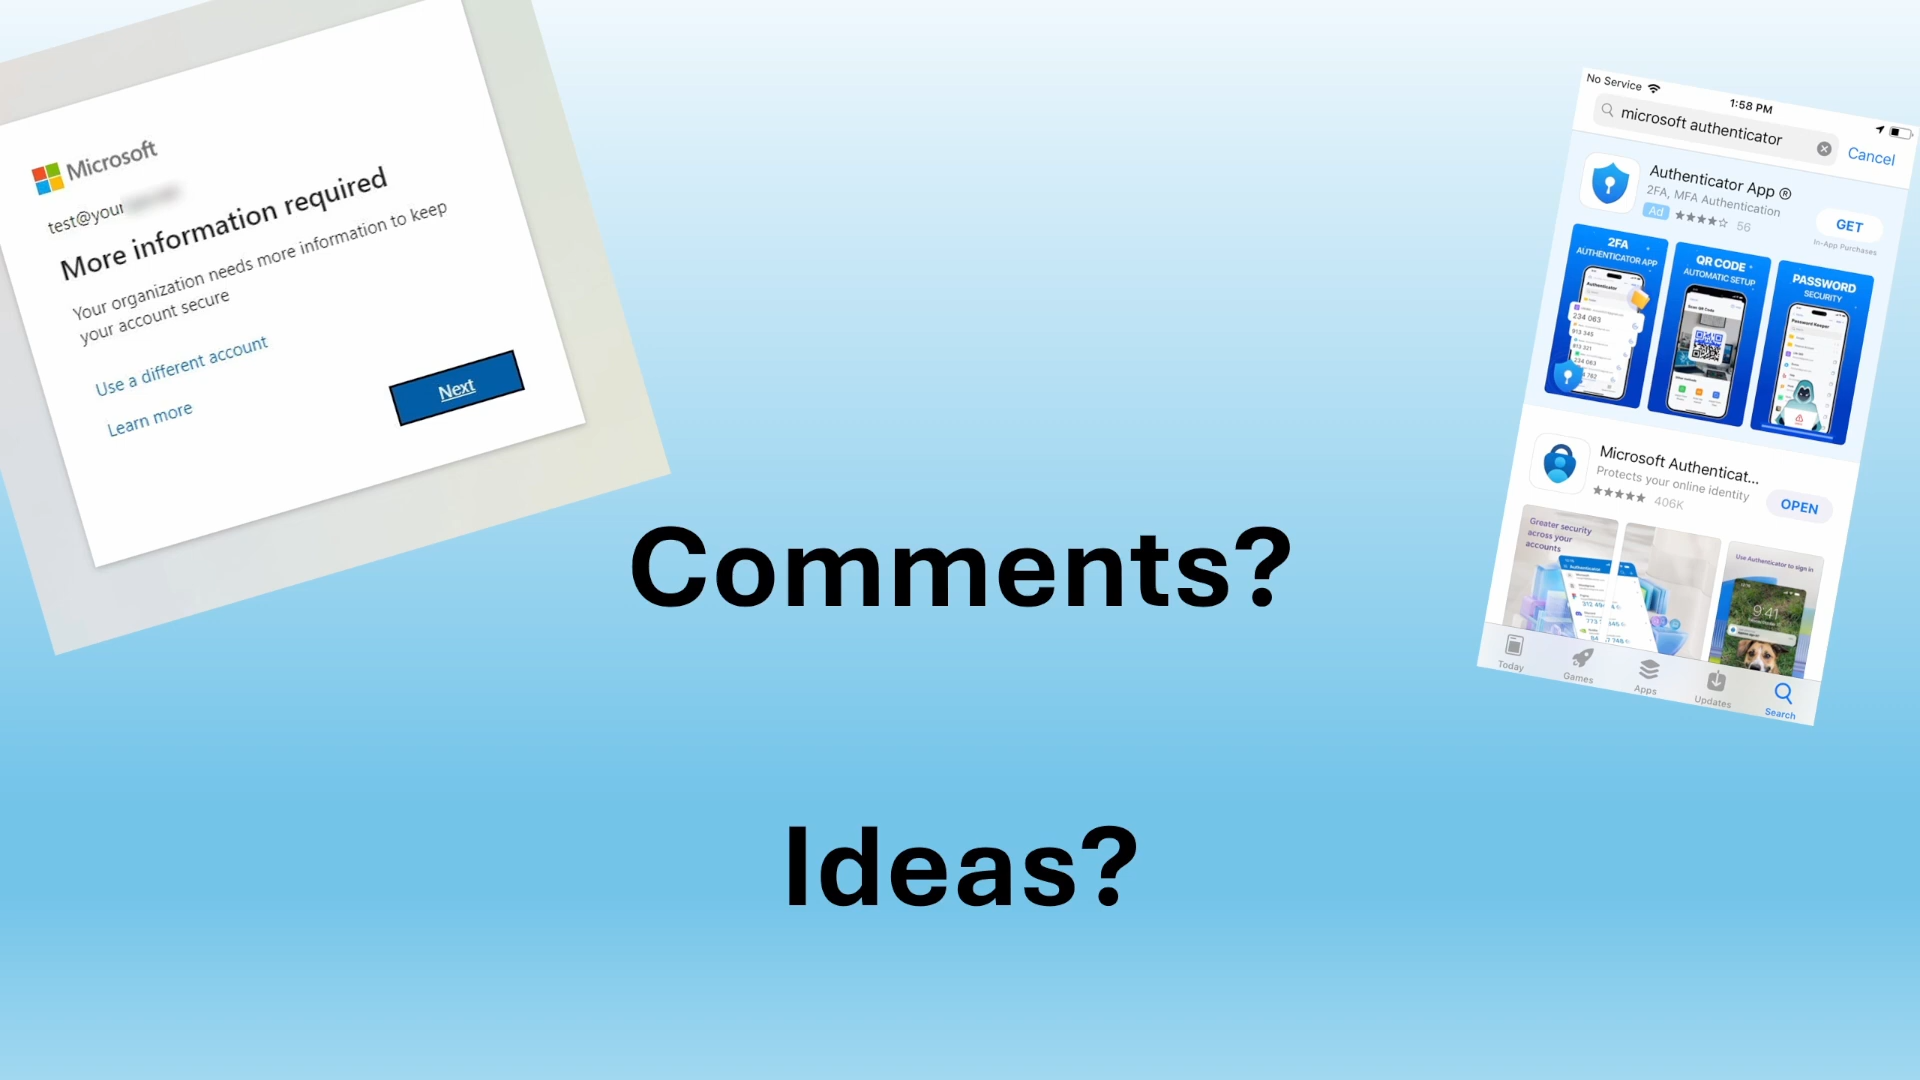 Microsoft
test@your
More information required
Your organization needs more information to keep
your account secure
Use a different account
Learn more
Next
Comments?
Ideas?
No Service
1:58 PM
microsoft authenticator
Cancel
Authenticator App ®
2FA, MFA Authentication
Ad
56
GET
In-App Purchases
2FA
AUTHENTICATOR APP
QR CODE
AUTOMATIC SETUP
PASSWORD
SECURITY
Microsoft Authenticat...
Protects your online identity
406K
OPEN
Greater security
across your
accounts
Use Authenticator to sign in
9:41
Today
Games
Apps
Updates
Search